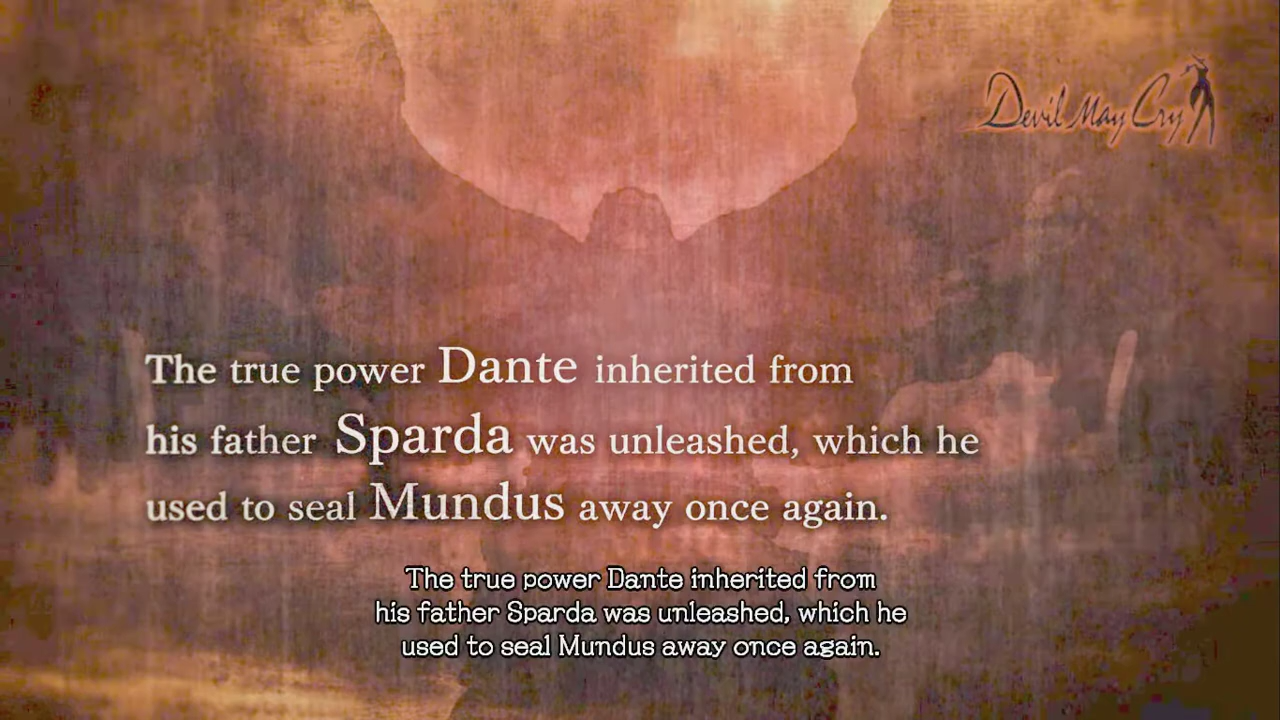 Devil May Cry
The true power Dante inherited from
his father Sparda was unleashed, which he
used to seal Mundus away once again.
The true power Dante inherited from
his father Sparda was unleashed, which he
used to seal Mundus away once again.